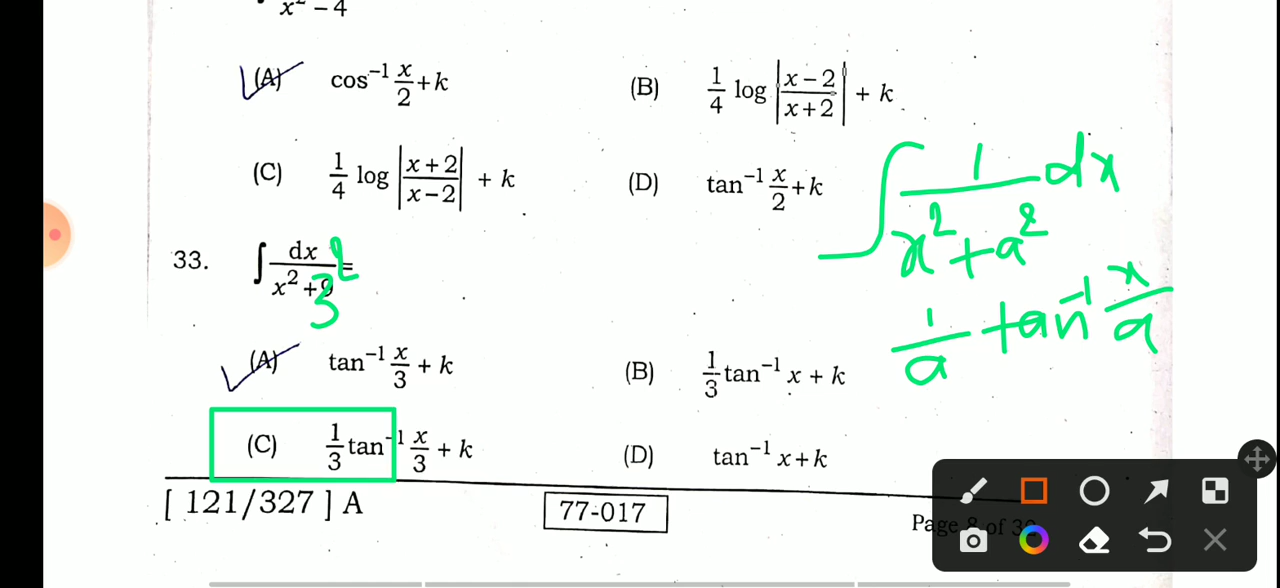 x² – 4
(A) cos⁻¹ x/2 + k (B) 1/4 log |x – 2/x + 2| + k
(C) 1/4 log |x + 2/x – 2| + k (D) tan⁻¹ x/2 + k
∫ 1/x² + a² dx
33. ∫ dx/x² + 9 =
3²
1/a tan⁻¹ x/a
(A) tan⁻¹ x/3 + k (B) 1/3 tan⁻¹ x + k
(C) 1/3 tan⁻¹ x/3 + k (D) tan⁻¹ x + k
[ 121/327 ] A 77-017 Page 8 of